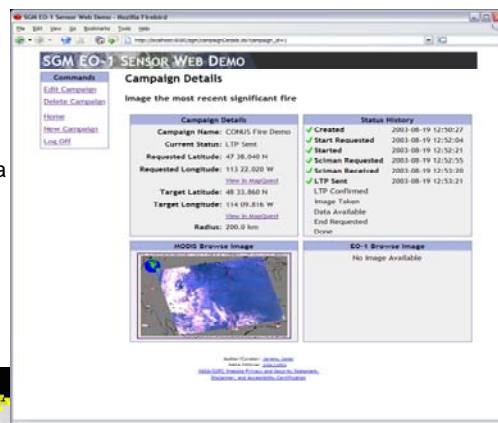 SGM EO-1 Sensor Web Demo - Mozilla Firebird
File Edit View Go Bookmarks Tools Help
SGM EO-1 SENSOR WEB DEMO
Commands
Edit Campaign
Delete Campaign
Home
New Campaign
Log Off
Campaign Details
Image the most recent significant fire
Campaign Details
Campaign Name: CONUS Fire Demo
Current Status: LTP Sent
Requested Latitude: 47 38.040 N
Requested Longitude: 113 22.020 W
View in MapQuest
Target Latitude: 48 33.860 N
Target Longitude: 114 09.816 W
View in MapQuest
Radius: 200.0 km
Status History
Created 2003-08-19 12:50:27
Start Requested 2003-08-19 12:52:04
Started 2003-08-19 12:52:21
Sciman Requested 2003-08-19 12:52:55
Sciman Received 2003-08-19 12:53:20
LTP Sent 2003-08-19 12:53:21
LTP Confirmed
Image Taken
Data Available
End Requested
Done
MODIS Browse Image
EO-1 Browse Image
No Image Available
a